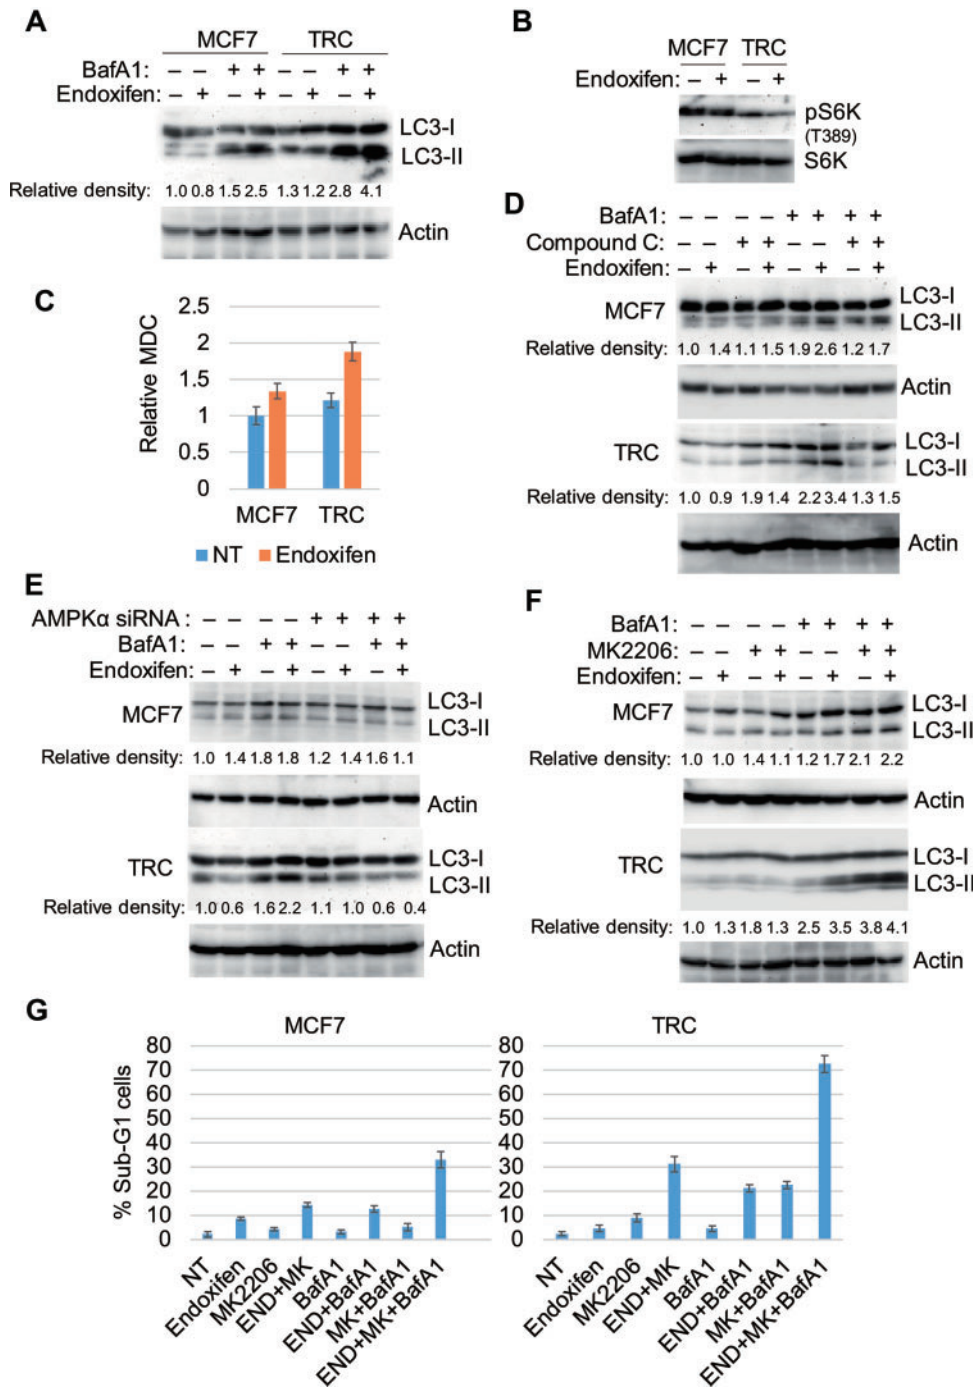 A
MCF7 TRC
BafA1: – – + + – – + +
Endoxifen: – + – + – + – +
LC3-I
LC3-II
Relative density: 1.0 0.8 1.5 2.5 1.3 1.2 2.8 4.1
Actin
B
MCF7 TRC
Endoxifen: – + – +
pS6K
(T389)
S6K
C
Relative MDC
2.5
2
1.5
1
0.5
0
MCF7 TRC
NT Endoxifen
D
BafA1: – – – – + + + +
Compound C: – – + + – – + +
Endoxifen: – + – + – + – +
MCF7
LC3-I
LC3-II
Relative density: 1.0 1.4 1.1 1.5 1.9 2.6 1.2 1.7
Actin
TRC
LC3-I
LC3-II
Relative density: 1.0 0.9 1.9 1.4 2.2 3.4 1.3 1.5
Actin
E
AMPKα siRNA : – – – – + + + +
BafA1: – – + + – – + +
Endoxifen: – + – + – + – +
MCF7
LC3-I
LC3-II
Relative density: 1.0 1.4 1.8 1.8 1.2 1.4 1.6 1.1
Actin
TRC
LC3-I
LC3-II
Relative density: 1.0 0.6 1.6 2.2 1.1 1.0 0.6 0.4
Actin
F
BafA1: – – – – + + + +
MK2206: – – + + – – + +
Endoxifen: – + – + – + – +
MCF7
LC3-I
LC3-II
Relative density: 1.0 1.0 1.4 1.1 1.2 1.7 2.1 2.2
Actin
TRC
LC3-I
LC3-II
Relative density: 1.0 1.3 1.8 1.3 2.5 3.5 3.8 4.1
Actin
G
MCF7
% Sub-G1 cells
80
70
60
50
40
30
20
10
0
NT
Endoxifen
MK2206
END+MK
BafA1
END+BafA1
MK+BafA1
END+MK+BafA1
TRC
80
70
60
50
40
30
20
10
0
NT
Endoxifen
MK2206
END+MK
BafA1
END+BafA1
MK+BafA1
END+MK+BafA1